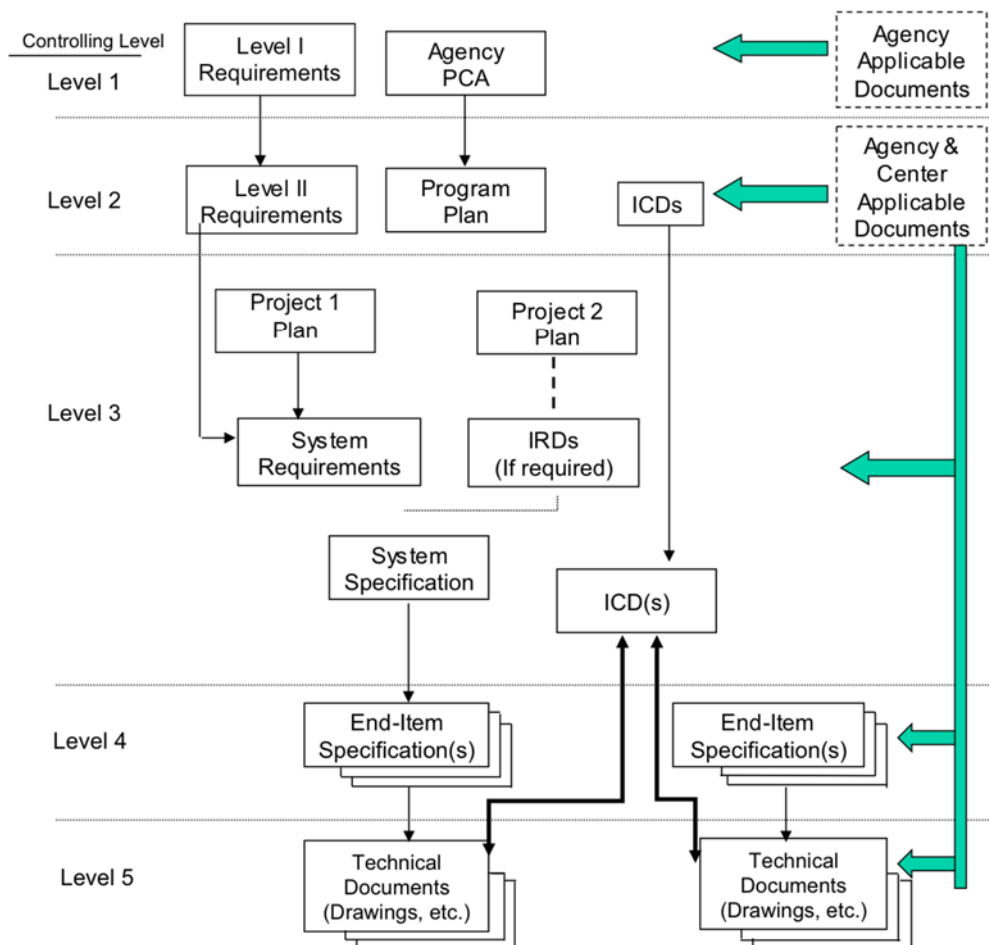 Controlling Level
Level 1
Level I
Requirements
Agency
PCA
Agency
Applicable
Documents
Level 2
Level II
Requirements
Program
Plan
ICDs
Agency &
Center
Applicable
Documents
Level 3
Project 1
Plan
Project 2
Plan
System
Requirements
IRDs
(If required)
System
Specification
ICD(s)
Level 4
End-Item
Specification(s)
End-Item
Specification(s)
Level 5
Technical
Documents
(Drawings, etc.)
Technical
Documents
(Drawings, etc.)